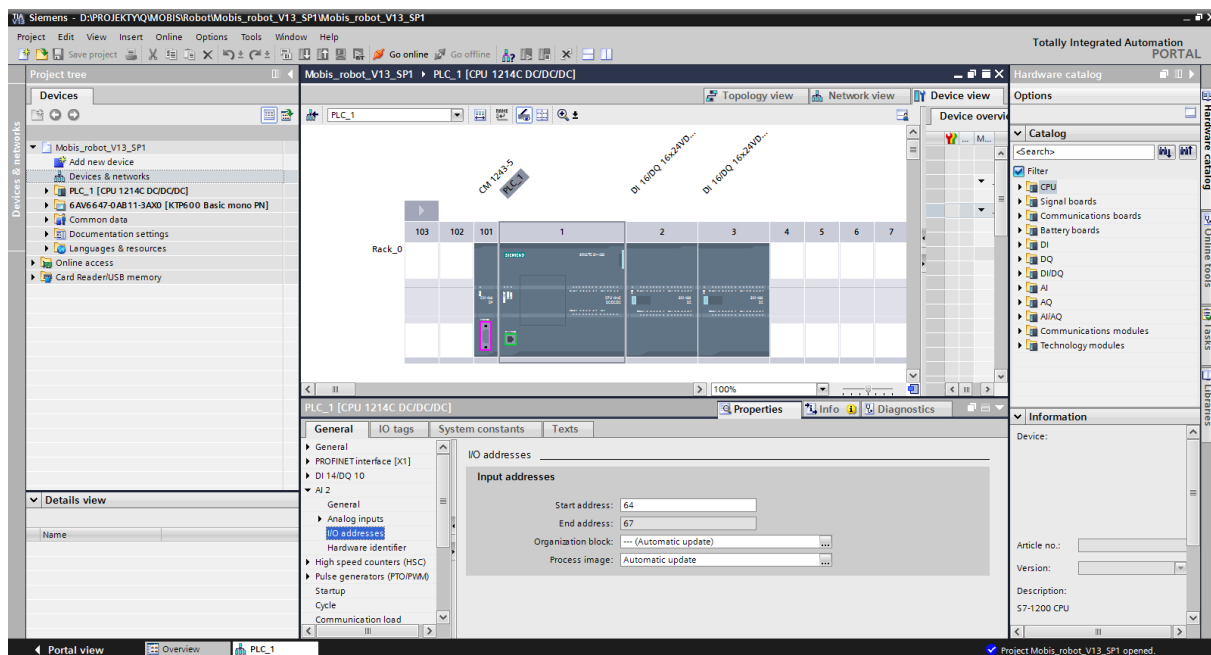 Siemens - D:\PROJEKTY\Q\MOBIS\Robot\Mobis_robot_V13_SP1\Mobis_robot_V13_SP1
Project Edit View Insert Online Options Tools Window Help
Save project Go online Go offline
Totally Integrated Automation
PORTAL
Project tree
Devices
Devices & networks
Mobis_robot_V13_SP1
Add new device
Devices & networks
PLC_1 [CPU 1214C DC/DC/DC]
6AV6647-0AB11-3AX0 [KTP600 Basic mono PN]
Common data
Documentation settings
Languages & resources
Online access
Card Reader/USB memory
Details view
Name
Mobis_robot_V13_SP1 PLC_1 [CPU 1214C DC/DC/DC]
Topology view Network view Device view
PLC_1
Device overvie
... M...
CM 1243-5
PLC_1
DI 16/DQ 16x24VD...
DI 16/DQ 16x24VD...
103 102 101 1 2 3 4 5 6 7
Rack_0
SIEMENS
100%
PLC_1 [CPU 1214C DC/DC/DC]
Properties Info Diagnostics
General IO tags System constants Texts
General
PROFINET interface [X1]
DI 14/DQ 10
AI 2
General
Analog inputs
I/O addresses
Hardware identifier
High speed counters (HSC)
Pulse generators (PTO/PWM)
Startup
Cycle
Communication load
I/O addresses
Input addresses
Start address: 64
End address: 67
Organization block: --- (Automatic update) ...
Process image: Automatic update ...
Hardware catalog
Options
Catalog
<Search>
Filter
CPU
Signal boards
Communications boards
Battery boards
DI
DQ
DI/DQ
AI
AQ
AI/AQ
Communications modules
Technology modules
Information
Device:
Article no.:
Version:
Description:
S7-1200 CPU
Hardware catalog
Online tools
Tasks
Libraries
Portal view Overview PLC_1
Project Mobis_robot_V13_SP1 opened.